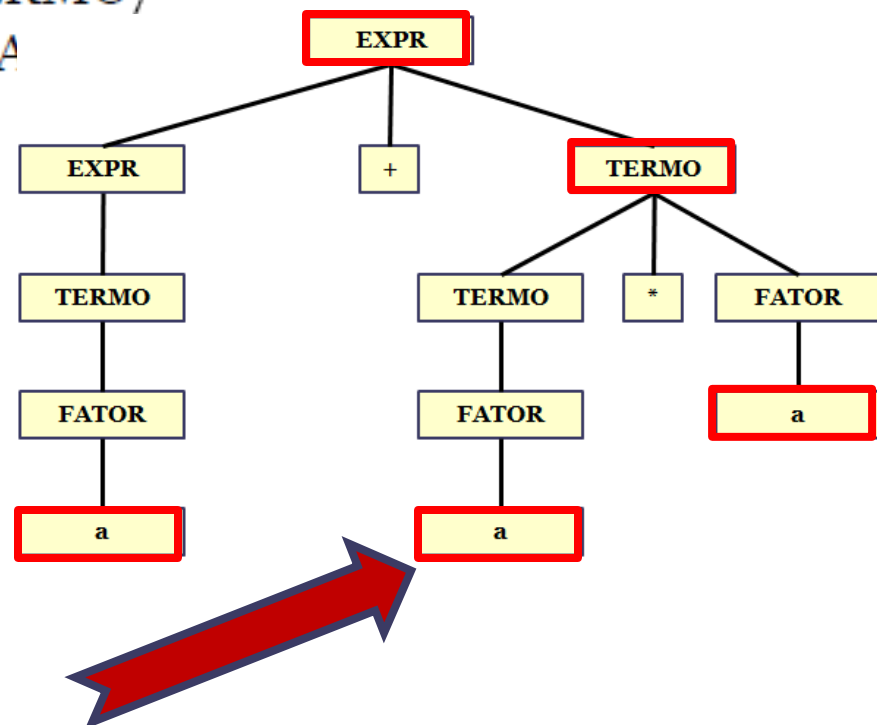 EXPR
EXPR + TERMO
TERMO TERMO * FATOR
FATOR FATOR a
a a